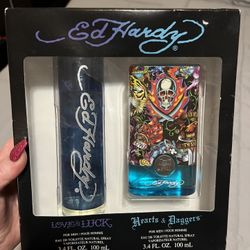 Ed Hardy®
Ed Hardy
Ed Hardy
LOVE & LUCK
FOR MEN / POUR HOMME
EAU DE TOILETTE NATURAL SPRAY
VAPORISATEUR NATUREL
3.4 FL. OZ. 100 mL
Hearts & Daggers
FOR MEN / POUR HOMME
EAU DE TOILETTE NATURAL SPRAY
VAPORISATEUR NATUREL
3.4 FL. OZ. 100 mL